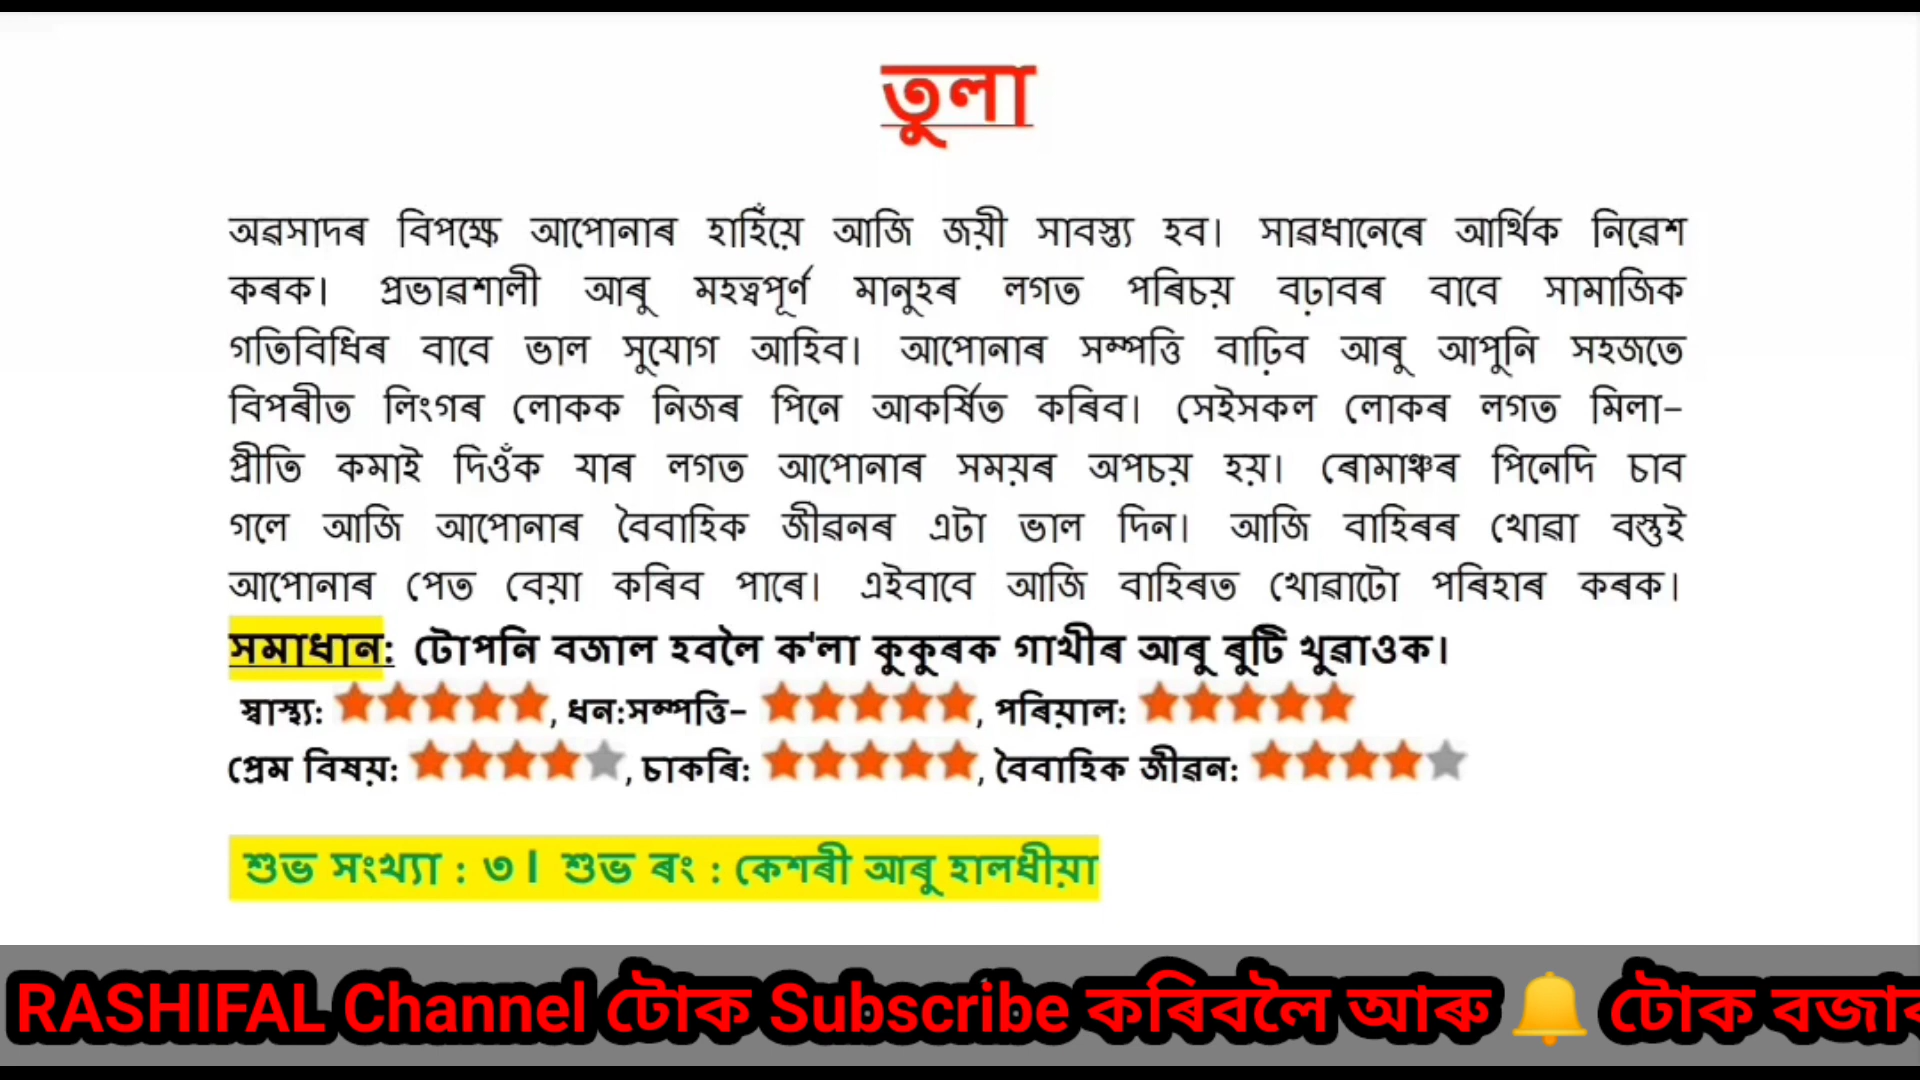 তুলা
অৱসাদৰ বিপক্ষে আপোনাৰ হাহিঁয়ে আজি জয়ী সাবস্ত্য হব। সাৱধানেৰে আৰ্থিক নিৱেশ
কৰক। প্ৰভাৱশালী আৰু মহত্বপূৰ্ণ মানুহৰ লগত পৰিচয় বঢ়াবৰ বাবে সামাজিক
গতিবিধিৰ বাবে ভাল সুযোগ আহিব। আপোনাৰ সম্পত্তি বাঢ়িব আৰু আপুনি সহজতে
বিপৰীত লিংগৰ লোকক নিজৰ পিনে আকৰ্ষিত কৰিব। সেইসকল লোকৰ লগত মিলা–
প্ৰীতি কমাই দিওঁক যাৰ লগত আপোনাৰ সময়ৰ অপচয় হয়। ৰোমাঞ্চৰ পিনেদি চাব
গলে আজি আপোনাৰ বৈবাহিক জীৱনৰ এটা ভাল দিন। আজি বাহিৰৰ খোৱা বস্তুই
আপোনাৰ পেত বেয়া কৰিব পাৰে। এইবাবে আজি বাহিৰত খোৱাটো পৰিহাৰ কৰক।
সমাধান: টোপনি বজাল হবলৈ ক'লা কুকুৰক গাখীৰ আৰু ৰুটি খুৱাওক।
স্বাস্থ্য: ★★★★★, ধন:সম্পত্তি– ★★★★★, পৰিয়াল: ★★★★★
প্ৰেম বিষয়: ★★★★★, চাকৰি: ★★★★★, বৈবাহিক জীৱন: ★★★★★
শুভ সংখ্যা : ৩। শুভ ৰং : কেশৰী আৰু হালধীয়া
RASHIFAL Channel টোক Subscribe কৰিবলৈ আৰু 🔔 টোক বজাব